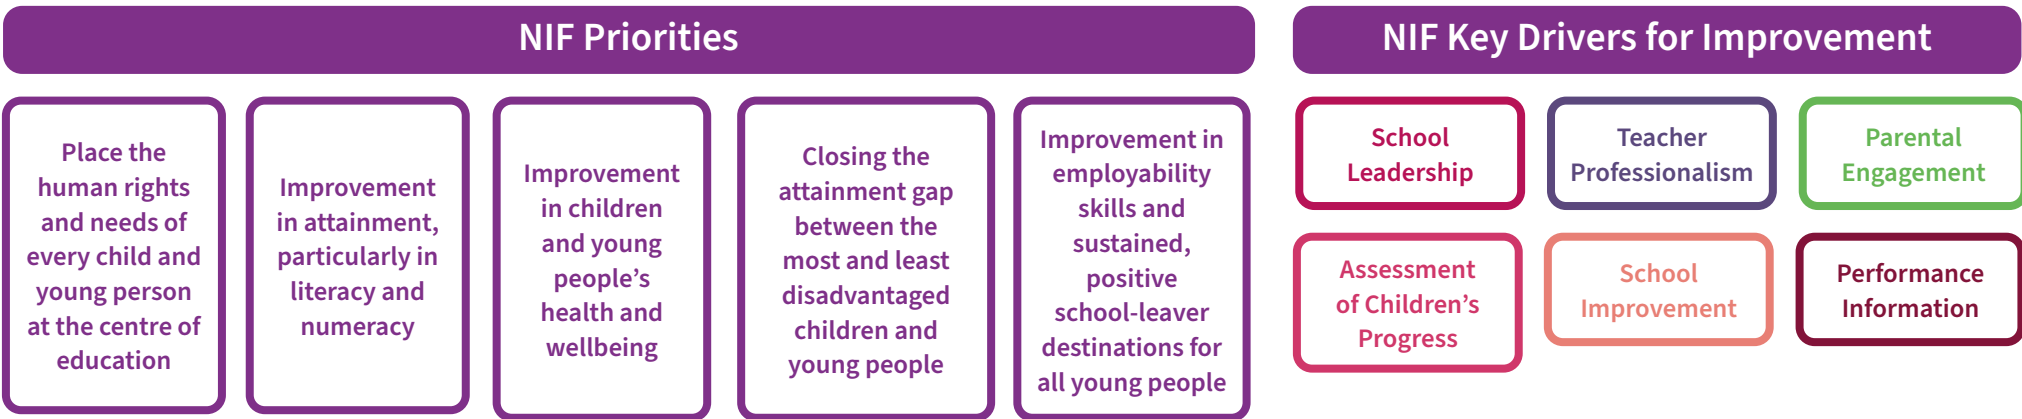 NIF Priorities
Place the
human rights
and needs of
every child and
young person
at the centre of
education
Improvement
in attainment,
particularly in
literacy and
numeracy
Improvement
in children
and young
people’s
health and
wellbeing
Closing the
attainment gap
between the
most and least
disadvantaged
children and
young people
Improvement in
employability
skills and
sustained,
positive
school-leaver
destinations for
all young people
NIF Key Drivers for Improvement
School
Leadership
Teacher
Professionalism
Parental
Engagement
Assessment
of Children’s
Progress
School
Improvement
Performance
Information